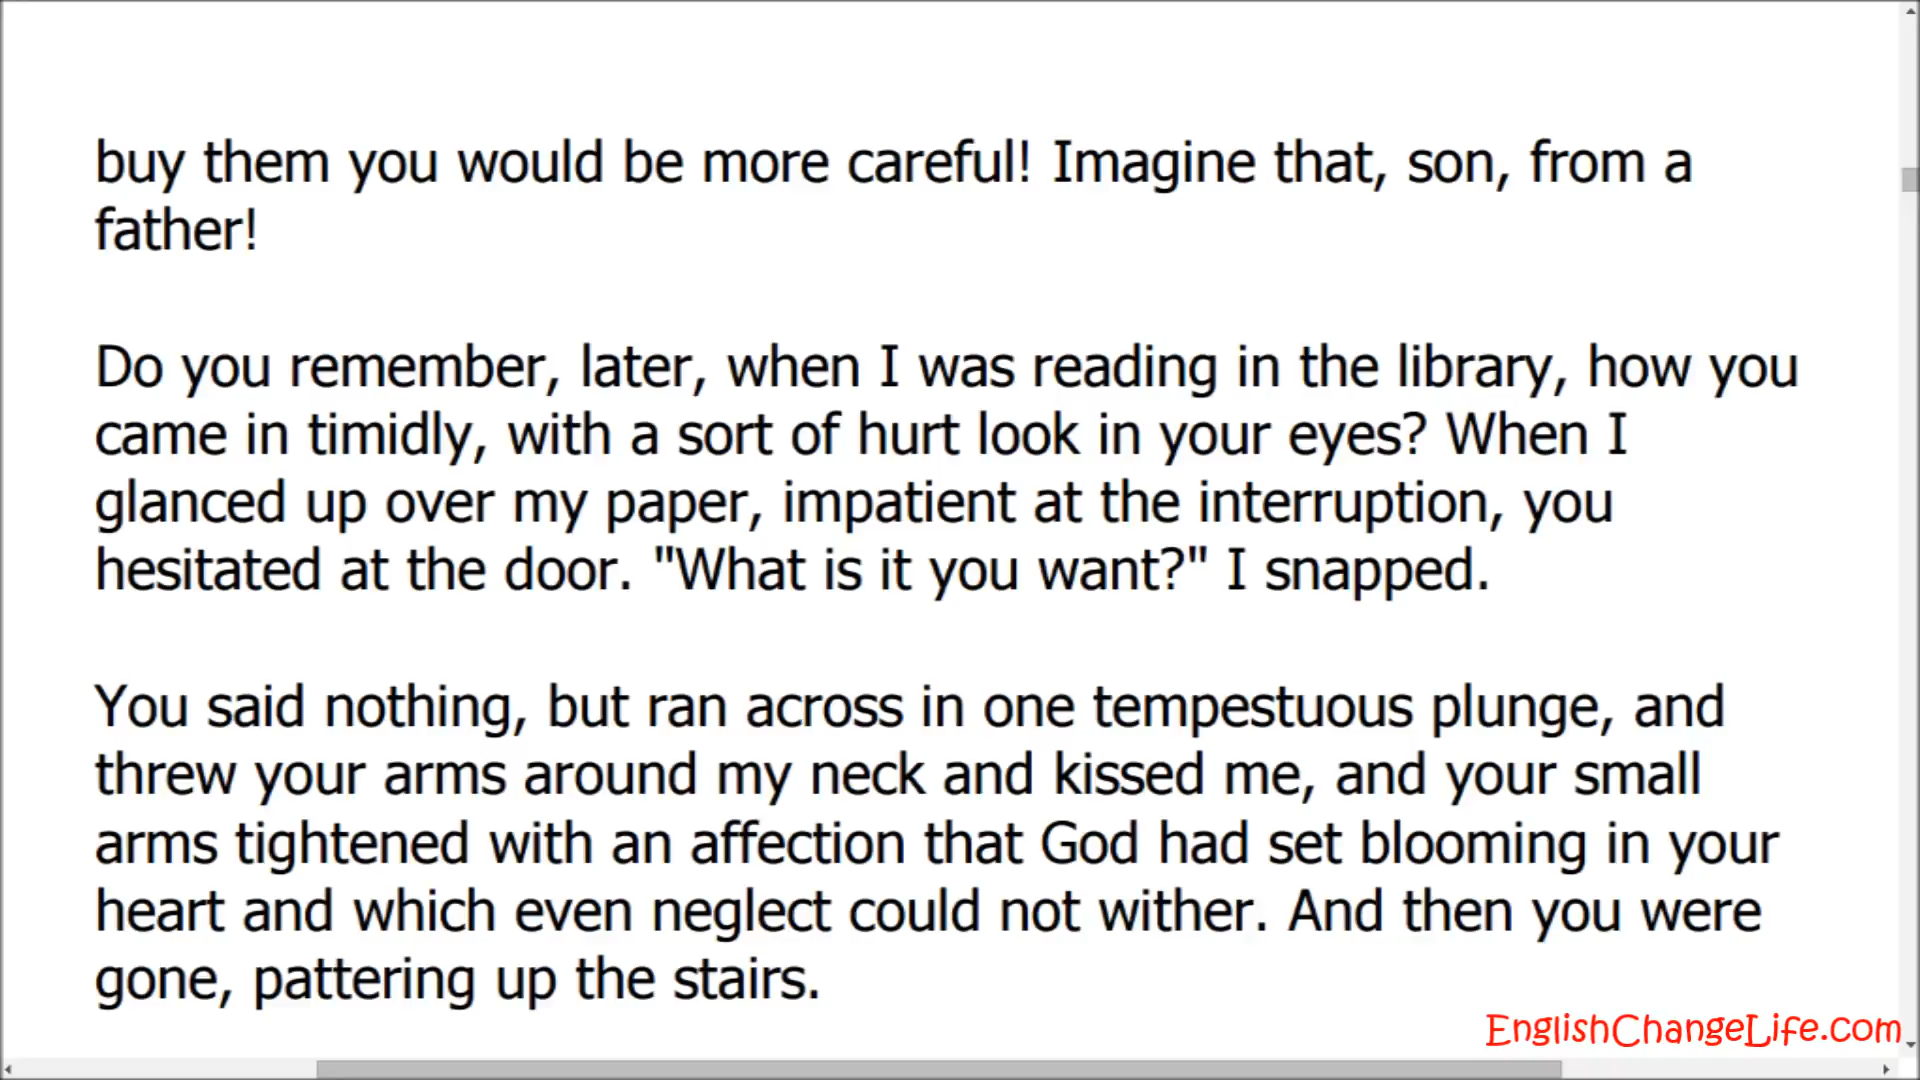 buy them you would be more careful! Imagine that, son, from a
father!
Do you remember, later, when I was reading in the library, how you
came in timidly, with a sort of hurt look in your eyes? When I
glanced up over my paper, impatient at the interruption, you
hesitated at the door. "What is it you want?" I snapped.
You said nothing, but ran across in one tempestuous plunge, and
threw your arms around my neck and kissed me, and your small
arms tightened with an affection that God had set blooming in your
heart and which even neglect could not wither. And then you were
gone, pattering up the stairs.
EnglishChangeLife.com